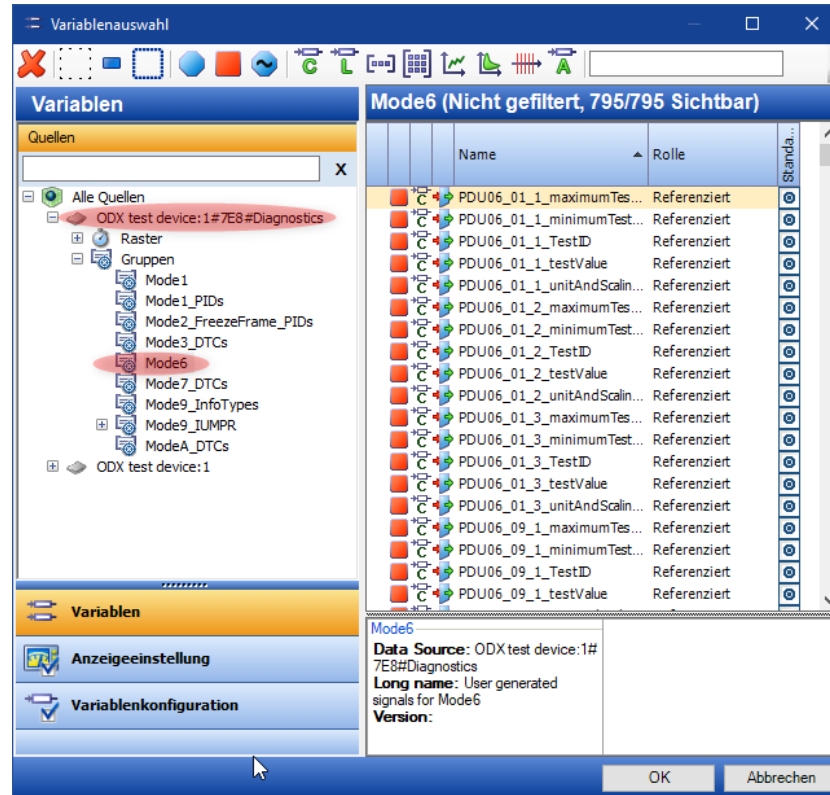 Variablenauswahl
Variablen
Quellen
X
Alle Quellen
ODX test device:1#7E8#Diagnostics
Raster
Gruppen
Mode1
Mode1_PIDs
Mode2_FreezeFrame_PIDs
Mode3_DTCs
Mode6
Mode7_DTCs
Mode9_InfoTypes
Mode9_IUMPR
ModeA_DTCs
ODX test device:1
Variablen
Anzeigeeinstellung
Variablenkonfiguration
Mode6 (Nicht gefiltert, 795/795 Sichtbar)
Name Rolle Standa...
PDU06_01_1_maximumTes... Referenziert
PDU06_01_1_minimumTest... Referenziert
PDU06_01_1_TestID Referenziert
PDU06_01_1_testValue Referenziert
PDU06_01_1_unitAndScalin... Referenziert
PDU06_01_2_maximumTes... Referenziert
PDU06_01_2_minimumTest... Referenziert
PDU06_01_2_TestID Referenziert
PDU06_01_2_testValue Referenziert
PDU06_01_2_unitAndScalin... Referenziert
PDU06_01_3_maximumTes... Referenziert
PDU06_01_3_minimumTest... Referenziert
PDU06_01_3_TestID Referenziert
PDU06_01_3_testValue Referenziert
PDU06_01_3_unitAndScalin... Referenziert
PDU06_09_1_maximumTes... Referenziert
PDU06_09_1_minimumTest... Referenziert
PDU06_09_1_TestID Referenziert
PDU06_09_1_testValue Referenziert
Mode6
Data Source: ODX test device:1#
7E8#Diagnostics
Long name: User generated
signals for Mode6
Version:
OK Abbrechen